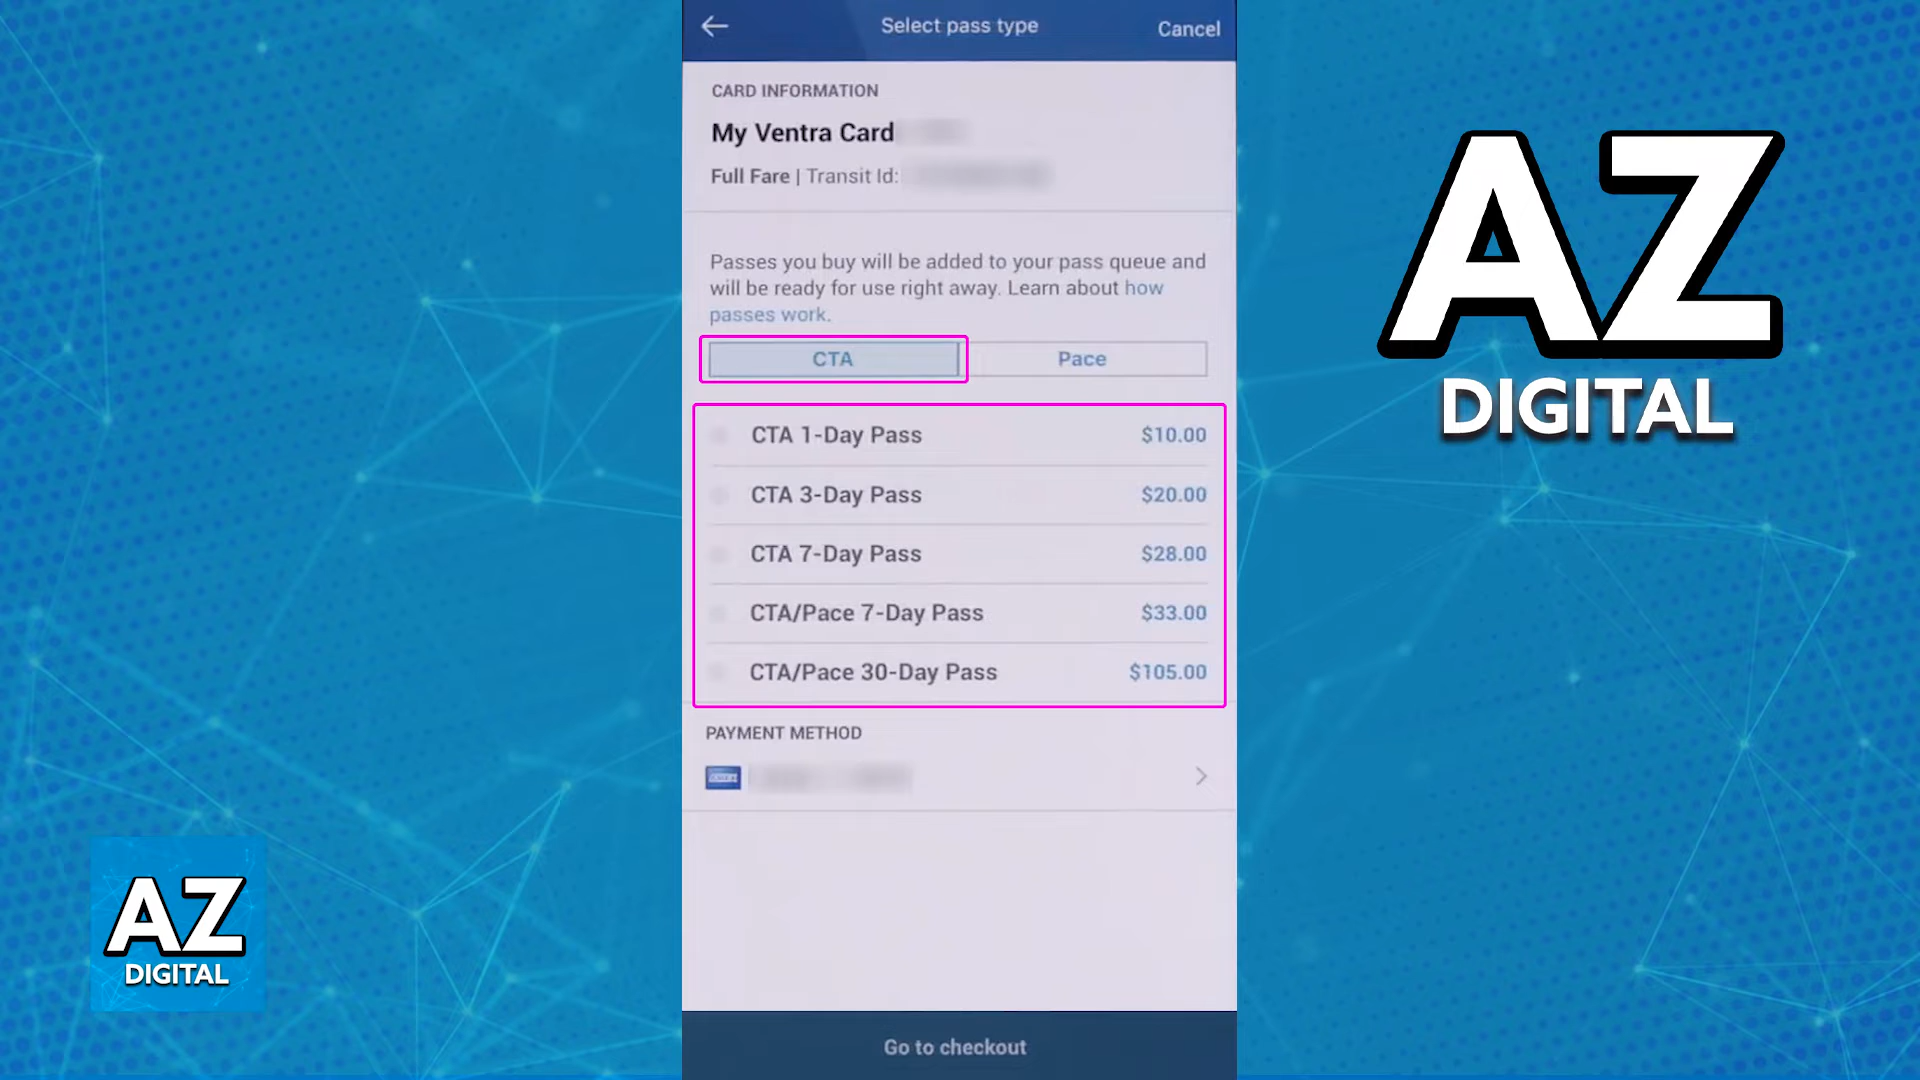 Select pass type
Cancel
CARD INFORMATION
My Ventra Card
Full Fare | Transit Id:
Passes you buy will be added to your pass queue and
will be ready for use right away. Learn about how
passes work.
CTA
Pace
CTA 1-Day Pass $10.00
CTA 3-Day Pass $20.00
CTA 7-Day Pass $28.00
CTA/Pace 7-Day Pass $33.00
CTA/Pace 30-Day Pass $105.00
PAYMENT METHOD
Go to checkout
AZ
DIGITAL
AZ
DIGITAL